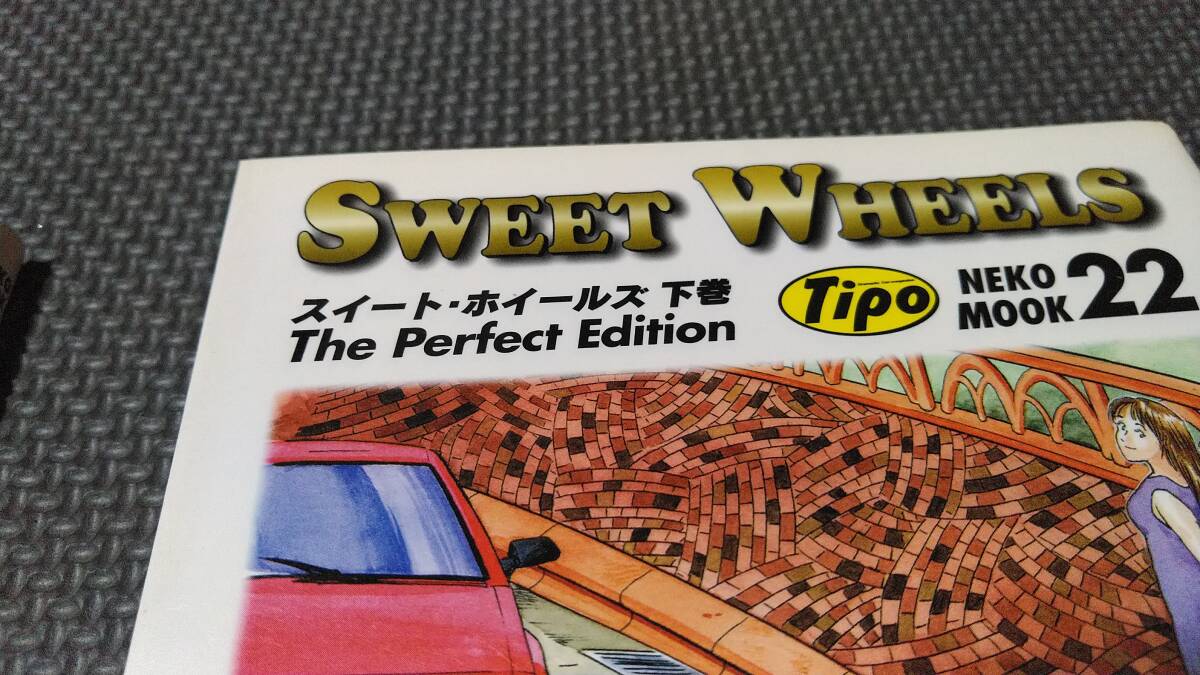 SWEET WHEELS
スイート・ホイールズ 下巻
The Perfect Edition
Tipo
NEKO
MOOK 22